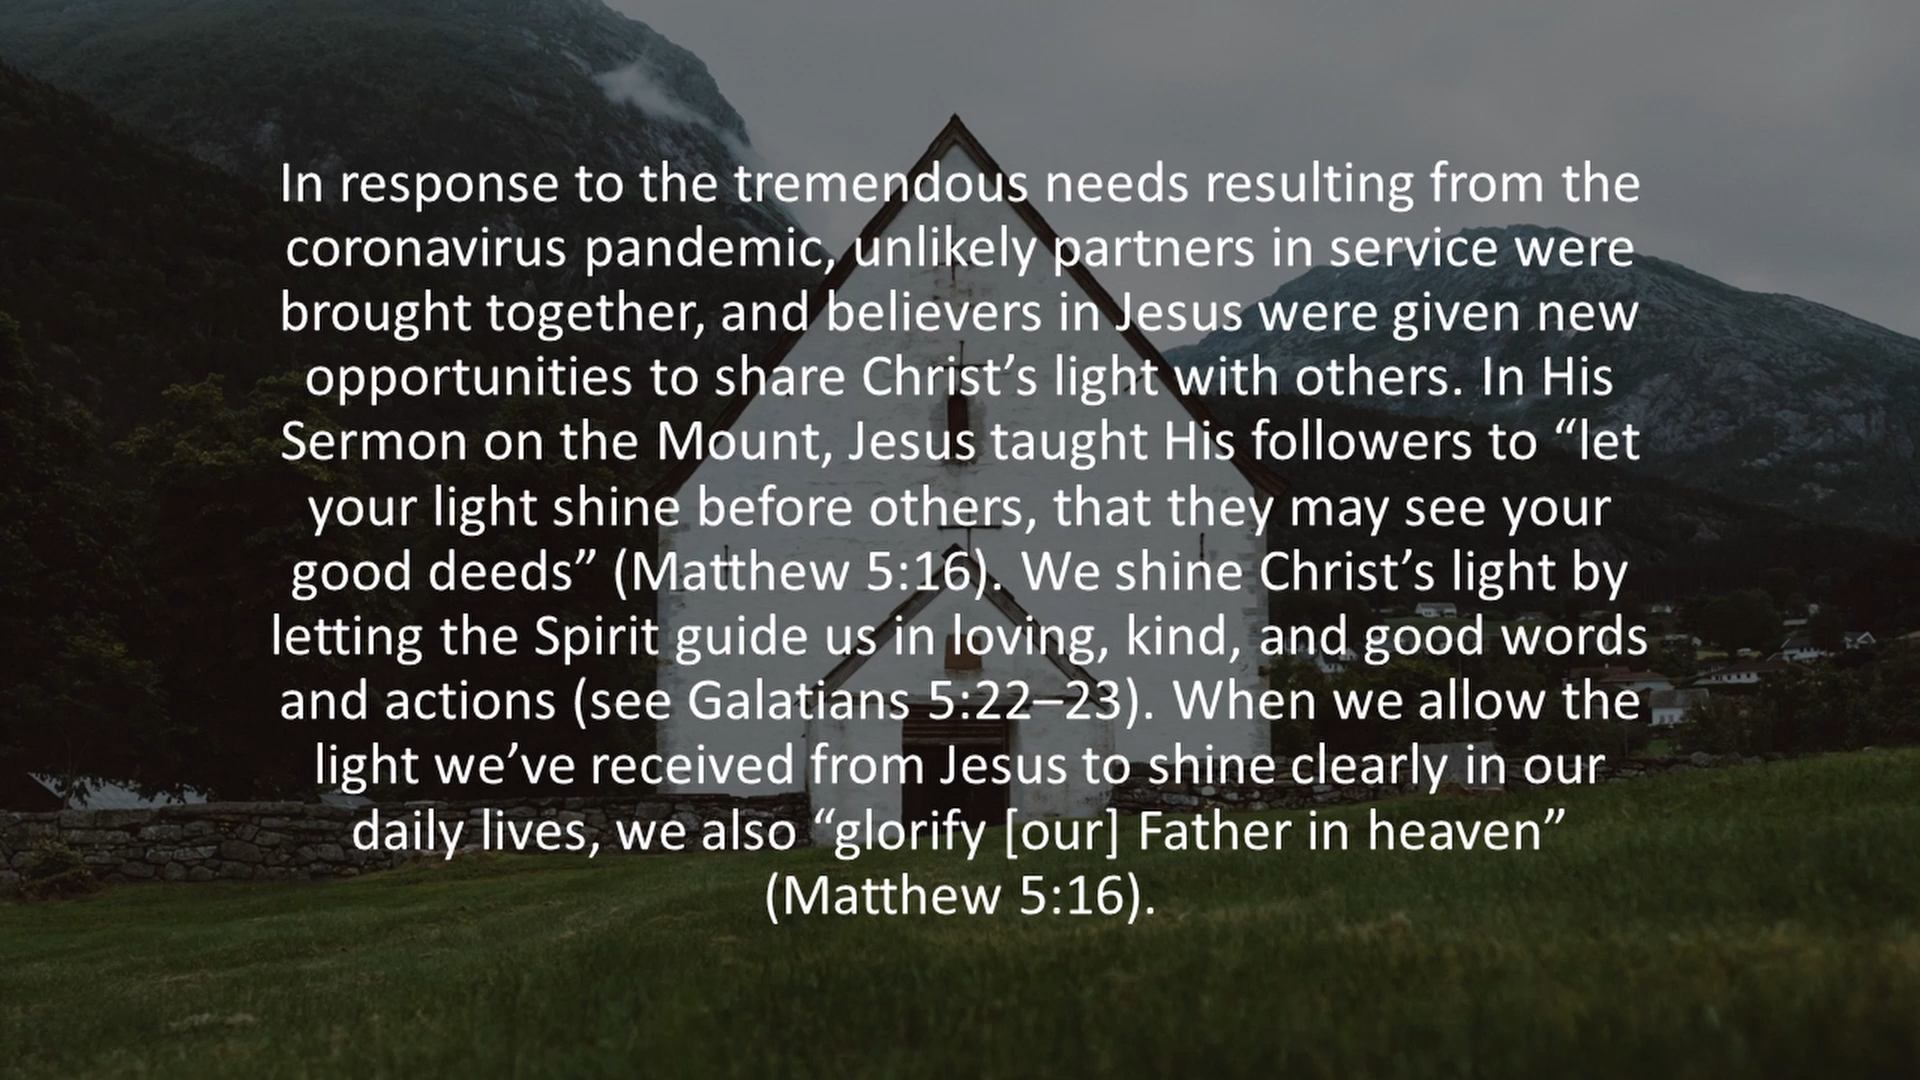 In response to the tremendous needs resulting from the
coronavirus pandemic, unlikely partners in service were
brought together, and believers in Jesus were given new
opportunities to share Christ’s light with others. In His
Sermon on the Mount, Jesus taught His followers to “let
your light shine before others, that they may see your
good deeds” (Matthew 5:16). We shine Christ’s light by
letting the Spirit guide us in loving, kind, and good words
and actions (see Galatians 5:22–23). When we allow the
light we’ve received from Jesus to shine clearly in our
daily lives, we also “glorify [our] Father in heaven”
(Matthew 5:16).